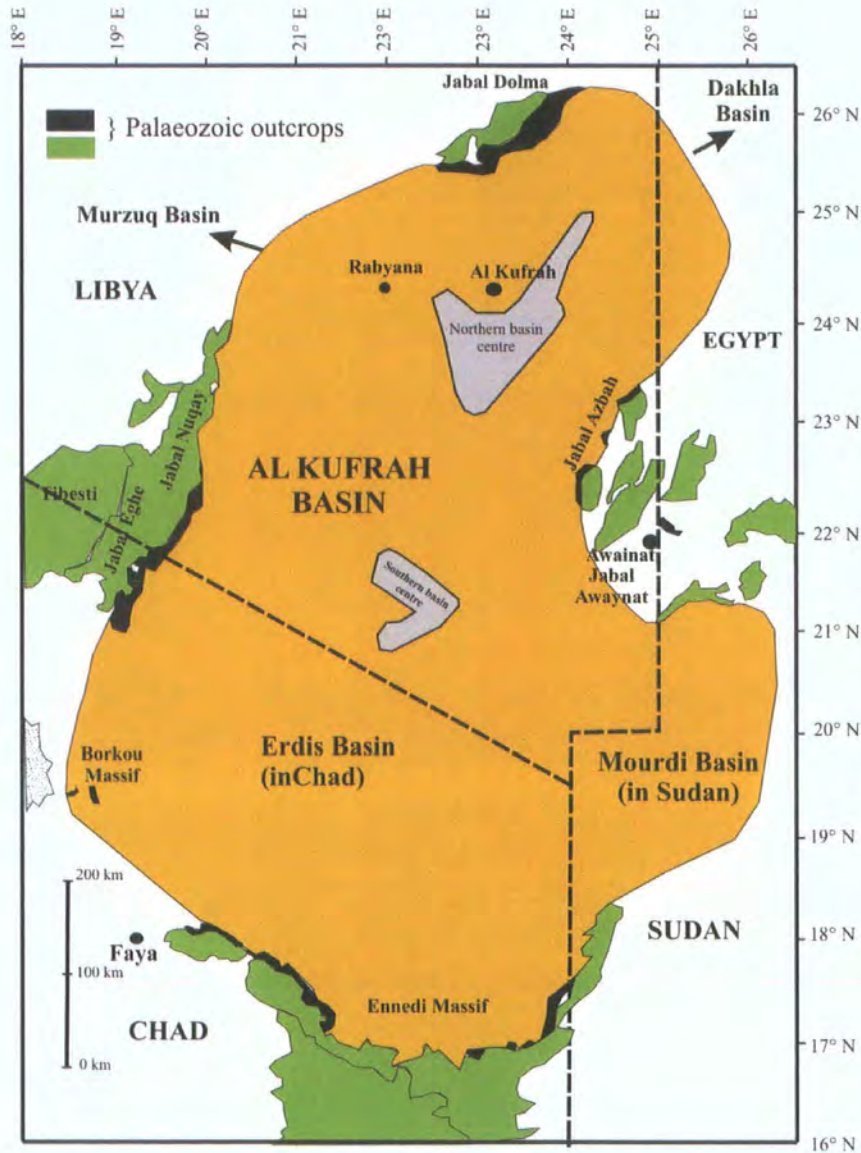 18° E
19° E
20° E
21° E
22° E
23° E
23° E
24° E
25° E
26° E
Jabal Dolma
Dakhla
Basin
} Palaeozoic outcrops
26° N
Murzuq Basin
25° N
Rabyana
Al Kufrah
LIBYA
24° N
Northern basin
centre
EGYPT
Jabal Nuqay
Jabal Azbah
23° N
AL KUFRAH
BASIN
Tibesti
Jabal Eghe
22° N
Awainat
Jabal
Awaynat
Southern basin
centre
21° N
20° N
Erdis Basin
(inChad)
Mourdi Basin
(in Sudan)
Borkou
Massif
19° N
200 km
SUDAN
18° N
Faya
100 km
Ennedi Massif
CHAD
17° N
0 km
16° N